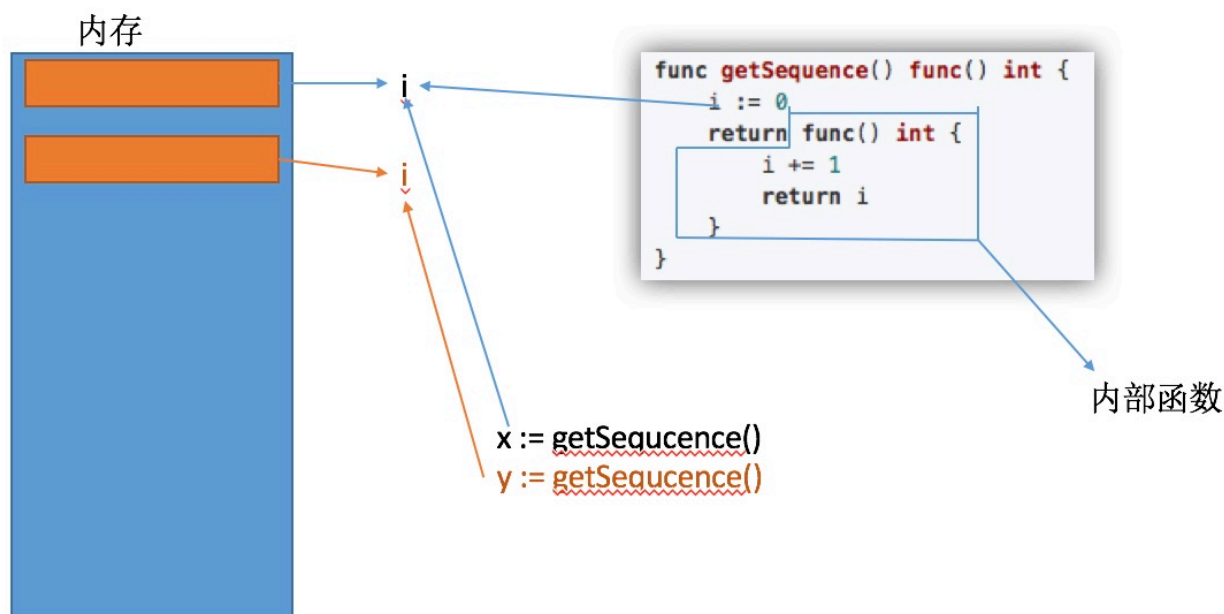 内存
i
i
func getSequence() func() int {
i := 0
return func() int {
i += 1
return i
}
}
内部函数
x := getSequcence()
y := getSequcence()